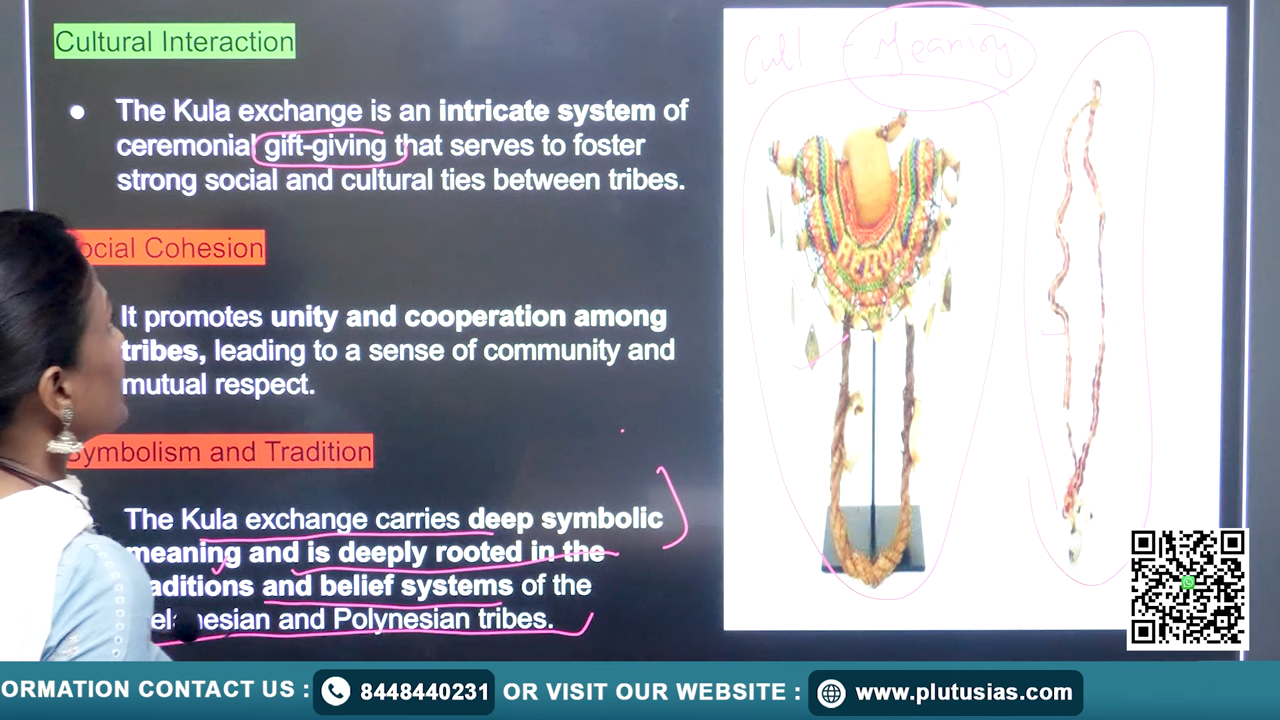 Cultural Interaction
The Kula exchange is an intricate system of
ceremonial gift-giving that serves to foster
strong social and cultural ties between tribes.
ocial Cohesion
It promotes unity and cooperation among
tribes, leading to a sense of community and
mutual respect.
ymbolism and Tradition
The Kula exchange carries deep symbolic
meaning and is deeply rooted in the
aditions and belief systems of the
el nesian and Polynesian tribes.
Meaning
ORMATION CONTACT US : 8448440231 OR VISIT OUR WEBSITE : www.plutusias.com